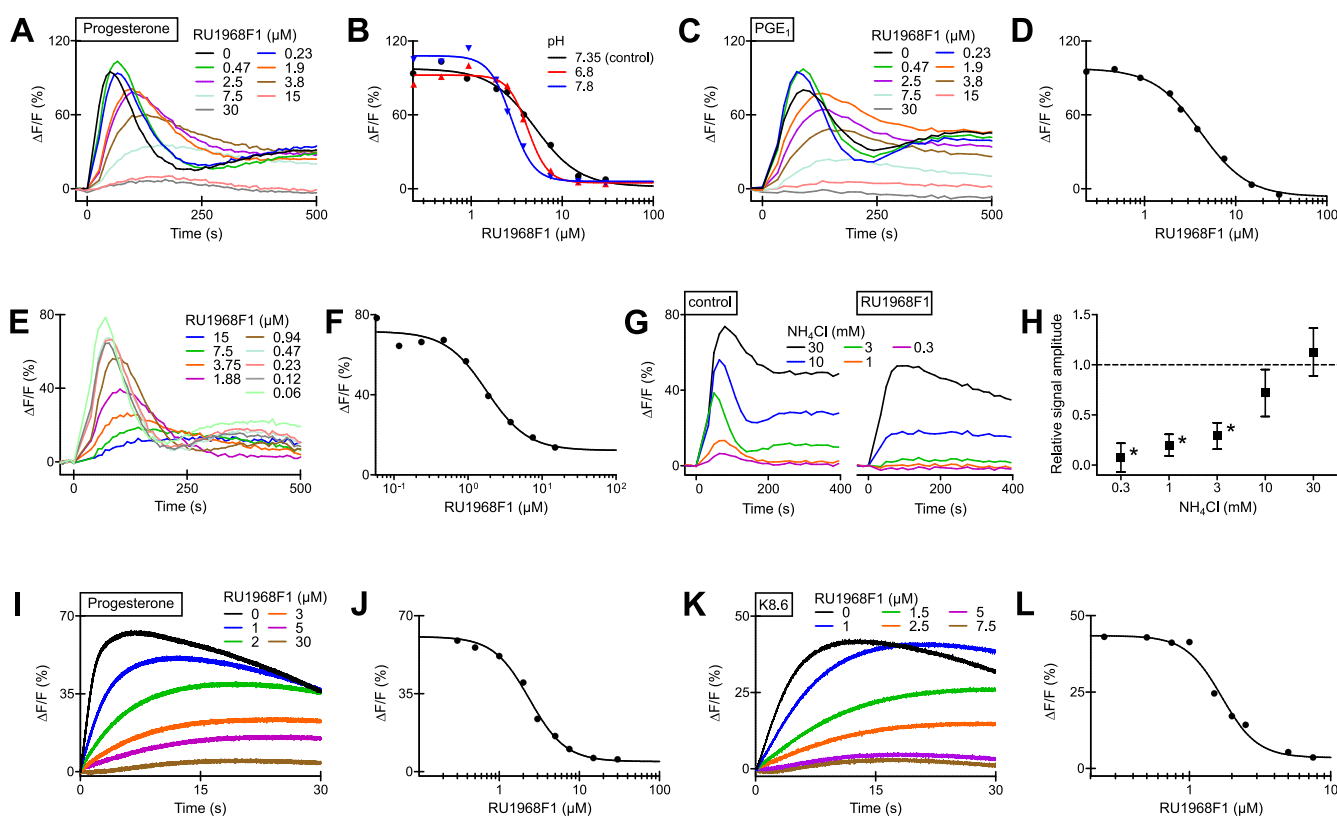 A
Progesterone
RU1968F1 (µM)
0 0.23
0.47 1.9
2.5 3.8
7.5 15
30
120
60
0
ΔF/F (%)
0 250 500
Time (s)
B
pH
7.35 (control)
6.8
7.8
120
60
0
ΔF/F (%)
1 10 100
RU1968F1 (µM)
C
PGE₁
RU1968F1 (µM)
0 0.23
0.47 1.9
2.5 3.8
7.5 15
30
120
60
0
ΔF/F (%)
0 250 500
Time (s)
D
120
60
0
ΔF/F (%)
1 10 100
RU1968F1 (µM)
E
RU1968F1 (µM)
15 0.94
7.5 0.47
3.75 0.23
1.88 0.12
0.06
80
40
0
ΔF/F (%)
0 250 500
Time (s)
F
80
40
0
ΔF/F (%)
10⁻¹ 10⁰ 10¹ 10²
RU1968F1 (µM)
G
control
RU1968F1
NH₄Cl (mM)
30 3 0.3
10 1
80
40
0
ΔF/F (%)
0 200 400
Time (s)
0 200 400
Time (s)
H
1.5
1.0
0.5
0.0
Relative signal amplitude
* * *
0.3 1 3 10 30
NH₄Cl (mM)
I
Progesterone
RU1968F1 (µM)
0 3
1 5
2 30
70
35
0
ΔF/F (%)
0 15 30
Time (s)
J
70
35
0
ΔF/F (%)
0.1 1 10 100
RU1968F1 (µM)
K
K8.6
RU1968F1 (µM)
0 1.5 5
1 2.5 7.5
50
25
0
ΔF/F (%)
0 15 30
Time (s)
L
50
25
0
ΔF/F (%)
1 10
RU1968F1 (µM)